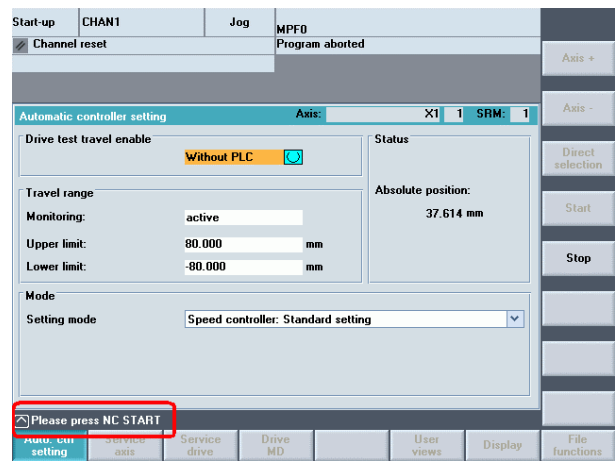 Start-up CHAN1 Jog MPF0
Channel reset Program aborted
Axis +
Automatic controller setting Axis: X1 1 SRM: 1
Axis -
Drive test travel enable
Without PLC
Status
Direct
selection
Travel range
Absolute position:
Monitoring: active
37.614 mm
Start
Upper limit: 80.000 mm
Lower limit: -80.000 mm
Stop
Mode
Setting mode Speed controller: Standard setting
Please press NC START
Auto. ctrl
setting
Service
axis
Service
drive
Drive
MD
User
views
Display
File
functions